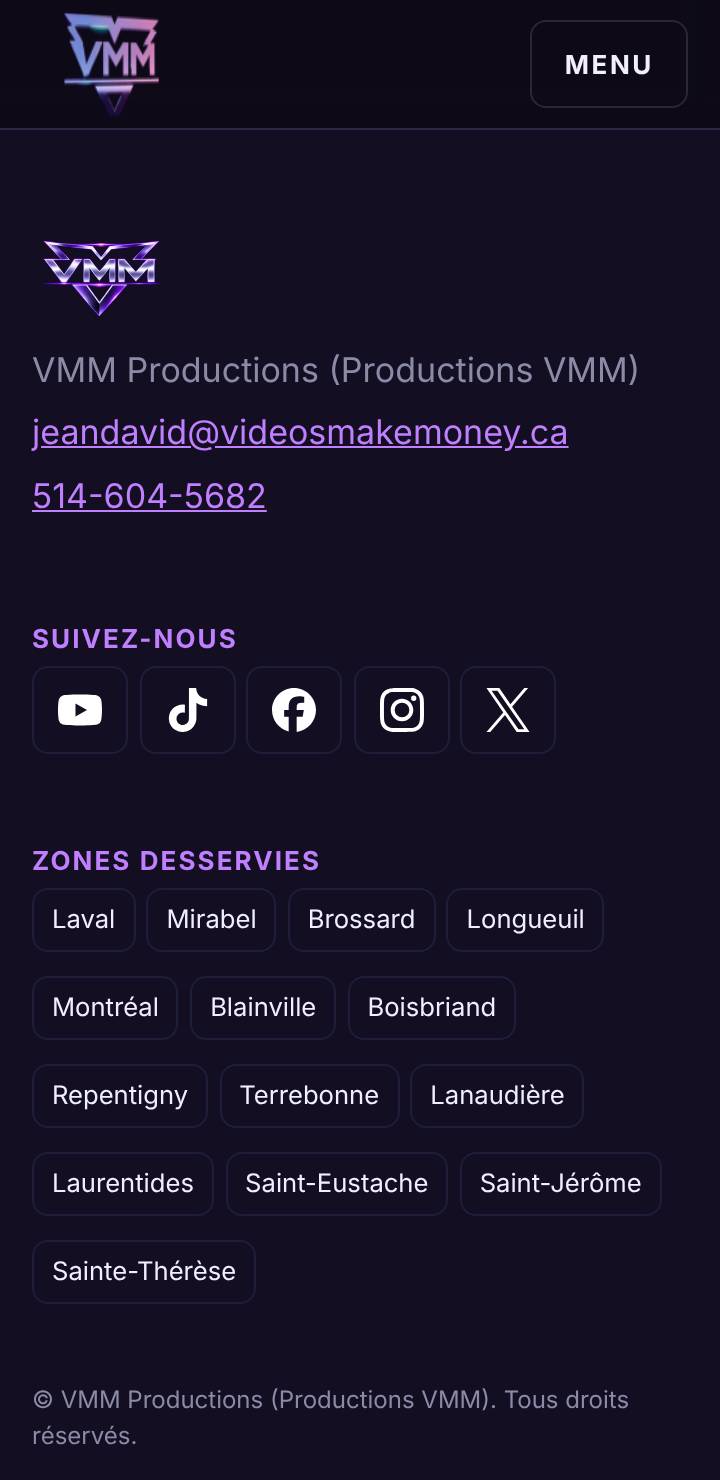 VMM
MENU
VMM
VMM Productions (Productions VMM)
jeandavid@videosmakemoney.ca
514-604-5682
SUIVEZ-NOUS
ZONES DESSERVIES
Laval Mirabel Brossard Longueuil
Montréal Blainville Boisbriand
Repentigny Terrebonne Lanaudière
Laurentides Saint-Eustache Saint-Jérôme
Sainte-Thérèse
© VMM Productions (Productions VMM). Tous droits
réservés.